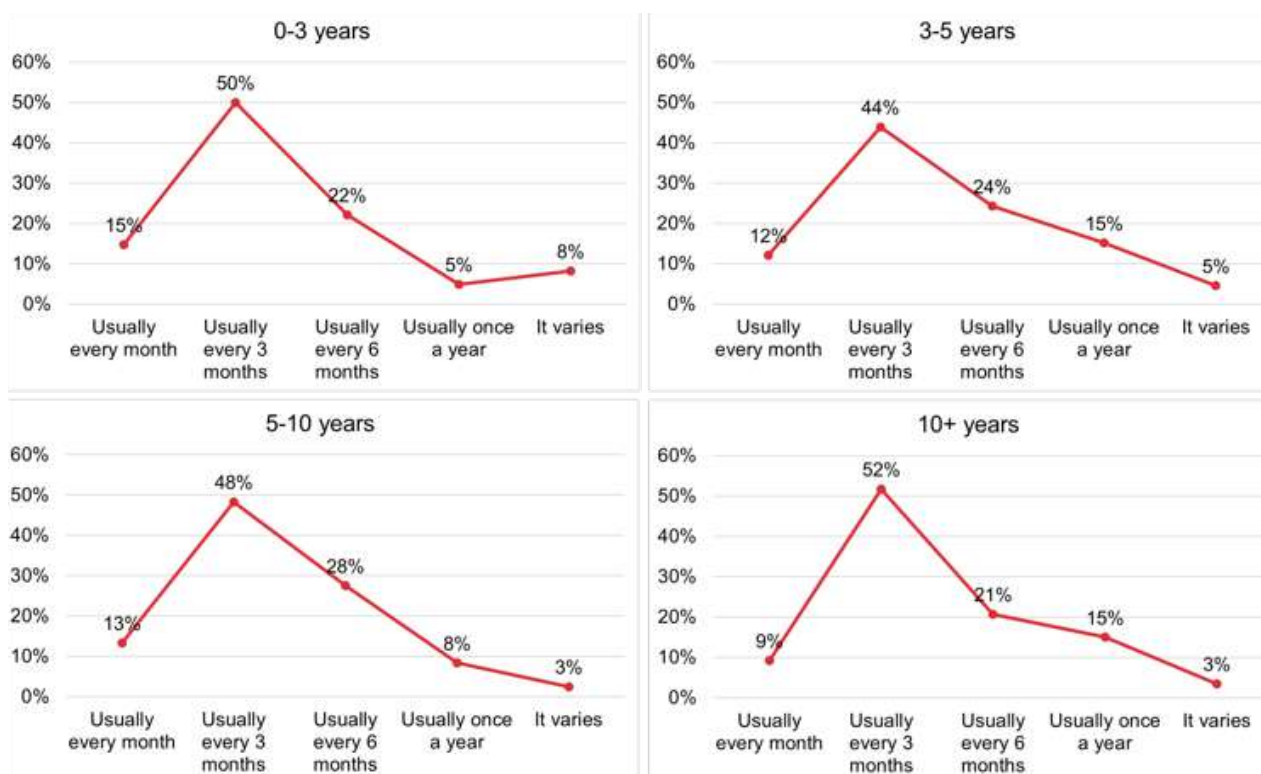 0-3 years
60%
50%
40%
30%
20%
10%
0%
15%
50%
22%
5%
8%
Usually
every month
Usually
every 3
months
Usually
every 6
months
Usually once
a year
It varies
3-5 years
60%
50%
40%
30%
20%
10%
0%
12%
44%
24%
15%
5%
Usually
every month
Usually
every 3
months
Usually
every 6
months
Usually once
a year
It varies
5-10 years
60%
50%
40%
30%
20%
10%
0%
13%
48%
28%
8%
3%
Usually
every month
Usually
every 3
months
Usually
every 6
months
Usually once
a year
It varies
10+ years
60%
50%
40%
30%
20%
10%
0%
9%
52%
21%
15%
3%
Usually
every month
Usually
every 3
months
Usually
every 6
months
Usually once
a year
It varies